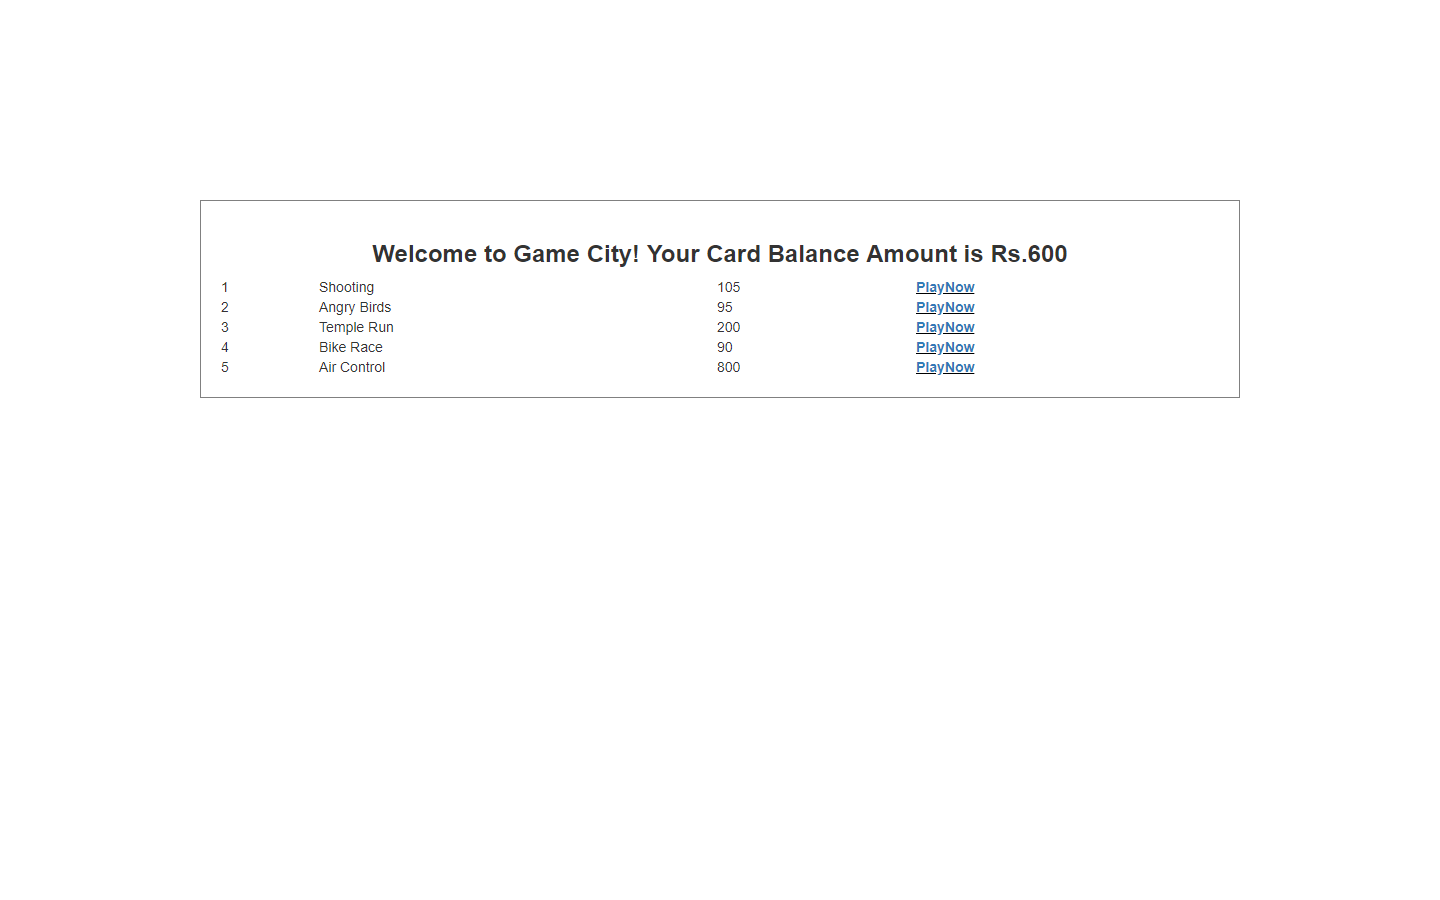 Welcome to Game City! Your Card Balance Amount is Rs.600
1 Shooting 105 PlayNow
2 Angry Birds 95 PlayNow
3 Temple Run 200 PlayNow
4 Bike Race 90 PlayNow
5 Air Control 800 PlayNow